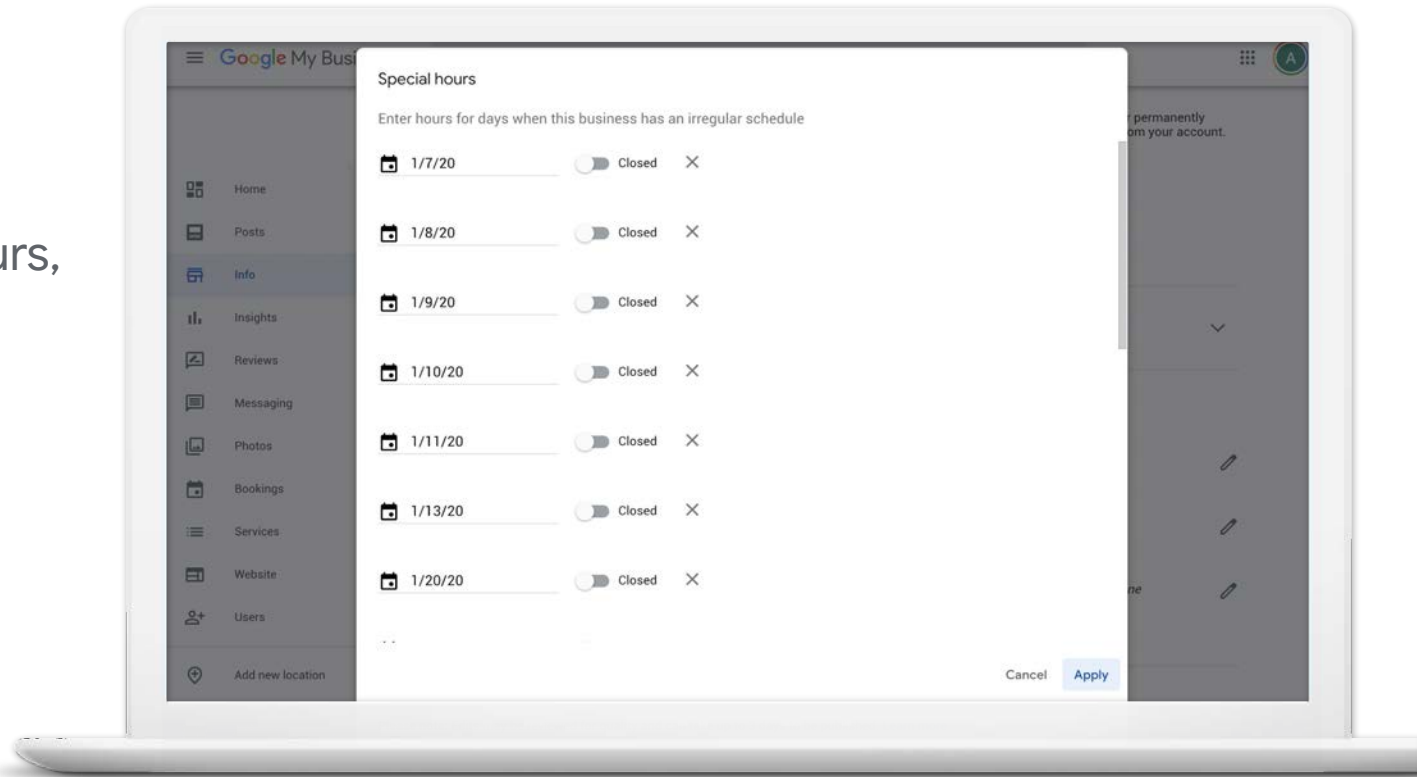 urs,
Google My Busi
A
r permanently
om your account.
Home
Posts
Info
Insights
Reviews
Messaging
Photos
Bookings
Services
Website
Users
Add new location
Special hours
Enter hours for days when this business has an irregular schedule
1/7/20 Closed
1/8/20 Closed
1/9/20 Closed
1/10/20 Closed
1/11/20 Closed
1/13/20 Closed
1/20/20 Closed
ne
Cancel Apply